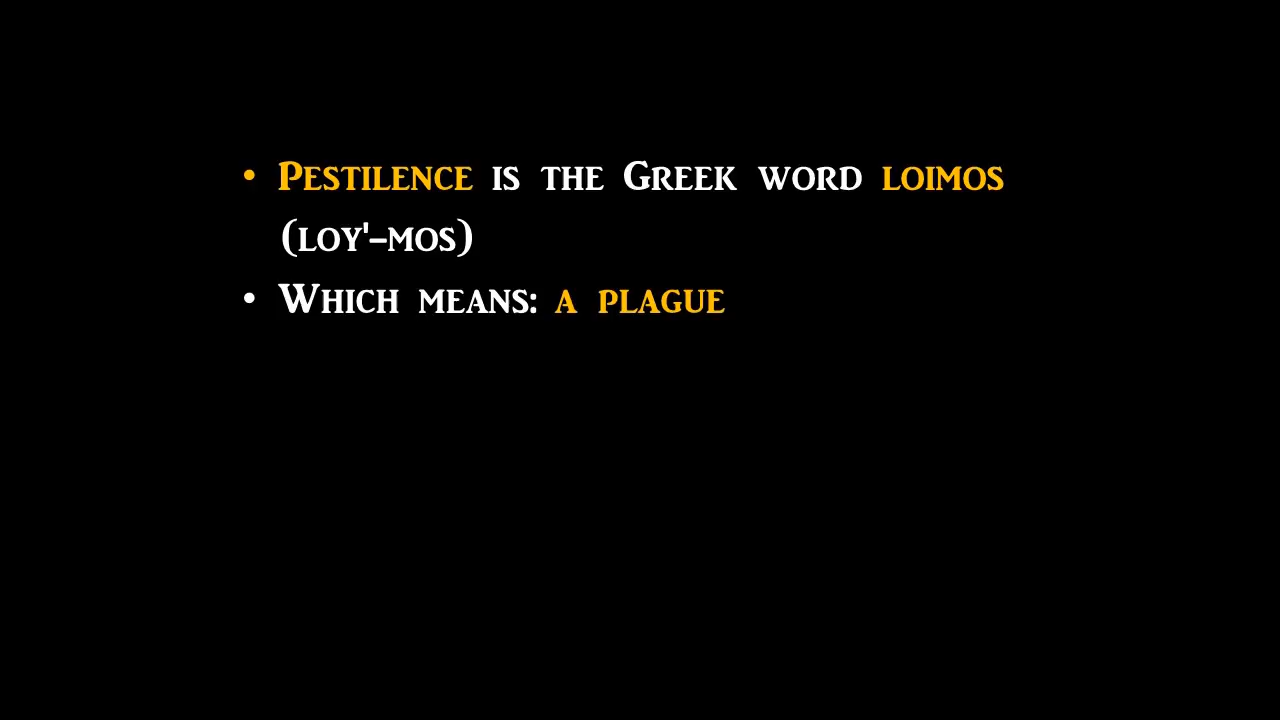 • Pestilence is the Greek word loimos
(loy'-mos)
• Which means: a plague